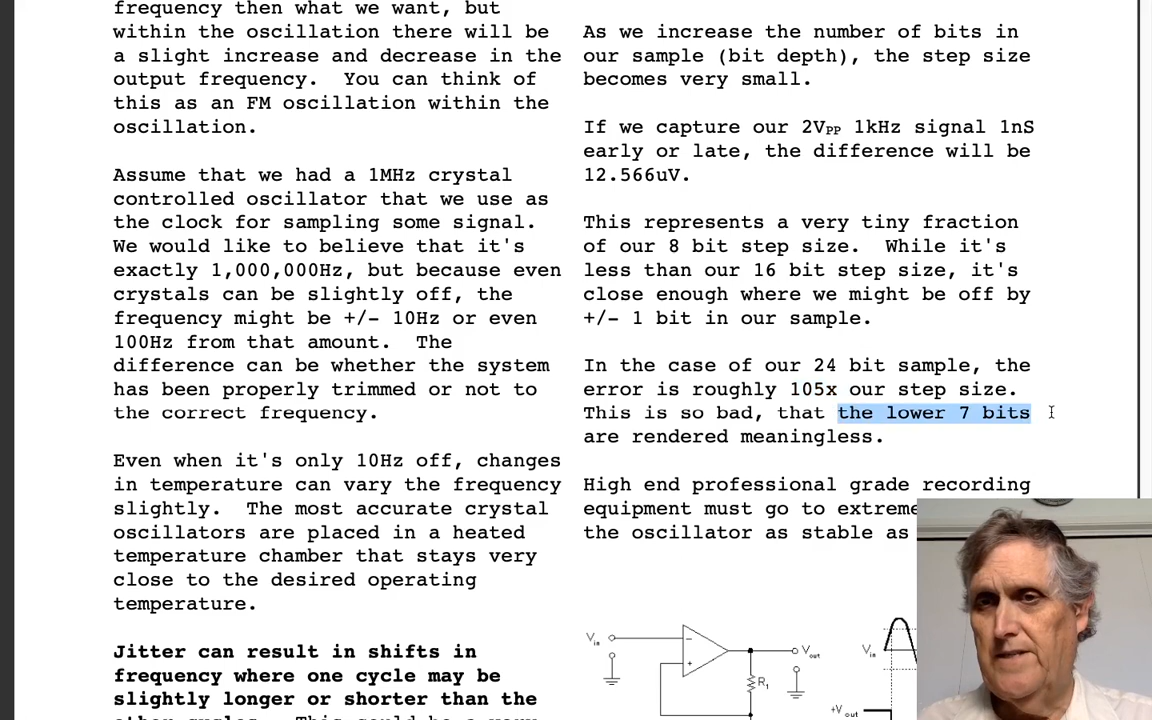 frequency then what we want, but
within the oscillation there will be
a slight increase and decrease in the
output frequency. You can think of
this as an FM oscillation within the
oscillation.
Assume that we had a 1MHz crystal
controlled oscillator that we use as
the clock for sampling some signal.
We would like to believe that it's
exactly 1,000,000Hz, but because even
crystals can be slightly off, the
frequency might be +/- 10Hz or even
100Hz from that amount. The
difference can be whether the system
has been properly trimmed or not to
the correct frequency.
Even when it's only 10Hz off, changes
in temperature can vary the frequency
slightly. The most accurate crystal
oscillators are placed in a heated
temperature chamber that stays very
close to the desired operating
temperature.
Jitter can result in shifts in
frequency where one cycle may be
slightly longer or shorter than the
As we increase the number of bits in
our sample (bit depth), the step size
becomes very small.
If we capture our 2VPP 1kHz signal 1nS
early or late, the difference will be
12.566uV.
This represents a very tiny fraction
of our 8 bit step size. While it's
less than our 16 bit step size, it's
close enough where we might be off by
+/- 1 bit in our sample.
In the case of our 24 bit sample, the
error is roughly 105x our step size.
This is so bad, that the lower 7 bits
are rendered meaningless.
High end professional grade recording
equipment must go to extreme
the oscillator as stable as
Vin
- 
+
Vout
R1
Vin
+Vout